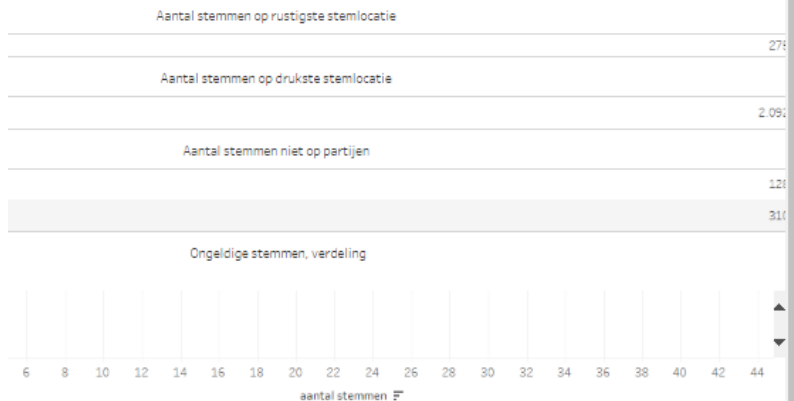 Aantal stemmen op rustigste stemlocatie
Aantal stemmen op drukste stemlocatie
Aantal stemmen niet op partijen
310
Ongeldige stemmen, verdeling
6 8 10 12 14 16 18 20 22 24 26 28 30 32 34 36 38 40 42 44
aantal stemmen